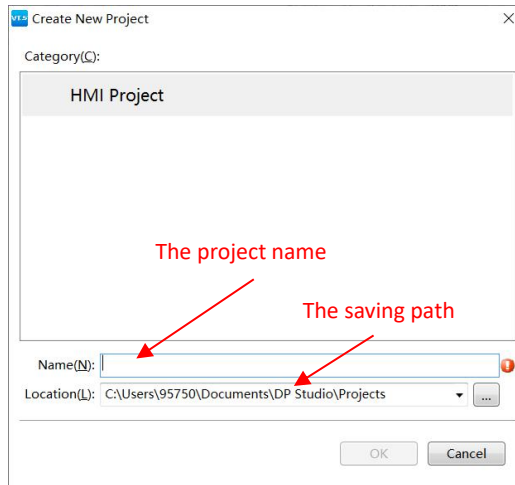 V1.5 Create New Project
Category(C):
HMI Project
The project name
The saving path
Name(N):
Location(L): C:\Users\95750\Documents\DP Studio\Projects ...
OK Cancel